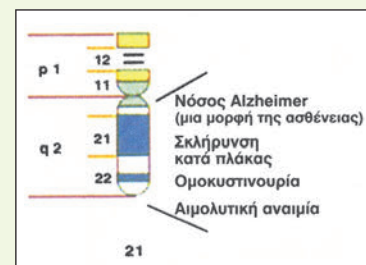 p 1
12
11
q 2
21
22
Νόσος Alzheimer
(μια μορφή της ασθένειας)
Σκλήρυνση
κατά πλάκας
Ομοκυστινουρία
Αιμολυτική αναιμία
21